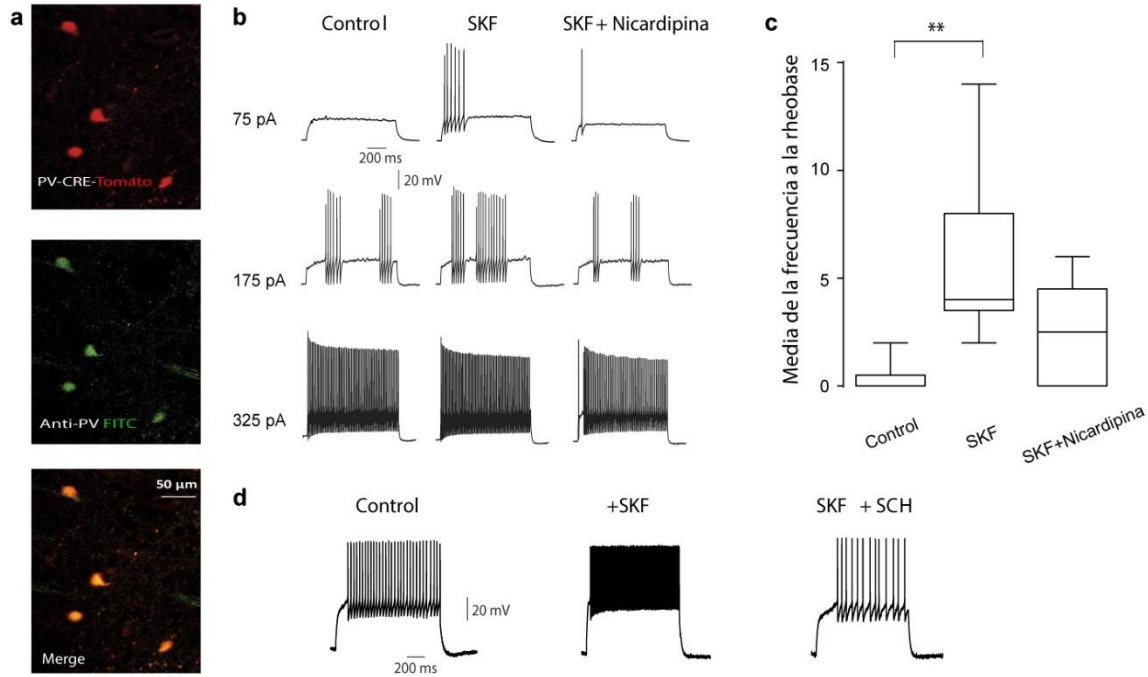 a
PV-CRE-Tomato
Anti-PV FITC
50 µm
Merge
b
Control SKF SKF + Nicardipina
75 pA
200 ms
20 mV
175 pA
325 pA
c
**
Media de la frecuencia a la rheobase
15
10
5
0
Control
SKF
SKF+Nicardipina
d
Control +SKF SKF + SCH
20 mV
200 ms